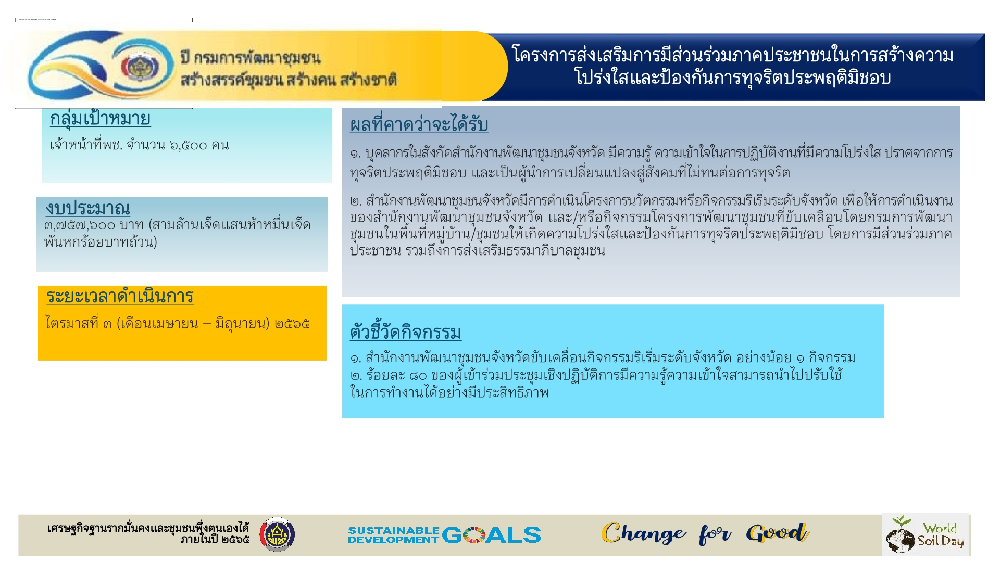 ปี กรมการพัฒนาชุมชน
สร้างสรรค์ชุมชน สร้างคน สร้างชาติ
โครงการส่งเสริมการมีส่วนร่วมภาคประชาชนในการสร้างความ
โปร่งใสและป้องกันการทุจริตประพฤติมิชอบ
กลุ่มเป้าหมาย
เจ้าหน้าที่พช. จำนวน ๖,๕๐๐ คน
งบประมาณ
๓,๗๕๗,๖๐๐ บาท (สามล้านเจ็ดแสนห้าหมื่นเจ็ด
พันหกร้อยบาทถ้วน)
ระยะเวลาดำเนินการ
ไตรมาสที่ ๓ (เดือนเมษายน – มิถุนายน) ๒๕๖๕
ผลที่คาดว่าจะได้รับ
๑. บุคลากรในสังกัดสำนักงานพัฒนาชุมชนจังหวัด มีความรู้ ความเข้าใจในการปฏิบัติงานที่มีความโปร่งใส ปราศจากการ
ทุจริตประพฤติมิชอบ และเป็นผู้นำการเปลี่ยนแปลงสู่สังคมที่ไม่ทนต่อการทุจริต
๒. สำนักงานพัฒนาชุมชนจังหวัดมีการดำเนินโครงการนวัตกรรมหรือกิจกรรมริเริ่มระดับจังหวัด เพื่อให้การดำเนินงาน
ของสำนักงานพัฒนาชุมชนจังหวัด และ/หรือกิจกรรมโครงการพัฒนาชุมชนที่ขับเคลื่อนโดยกรมการพัฒนา
ชุมชนในพื้นที่หมู่บ้าน/ชุมชนให้เกิดความโปร่งใสและป้องกันการทุจริตประพฤติมิชอบ โดยการมีส่วนร่วมภาค
ประชาชน รวมถึงการส่งเสริมธรรมาภิบาลชุมชน
ตัวชี้วัดกิจกรรม
๑. สำนักงานพัฒนาชุมชนจังหวัดขับเคลื่อนกิจกรรมริเริ่มระดับจังหวัด อย่างน้อย ๑ กิจกรรม
๒. ร้อยละ ๘๐ ของผู้เข้าร่วมประชุมเชิงปฏิบัติการมีความรู้ความเข้าใจสามารถนำไปปรับใช้
ในการทำงานได้อย่างมีประสิทธิภาพ
เศรษฐกิจฐานรากมั่นคงและชุมชนพึ่งตนเองได้
ภายในปี ๒๕๖๕
SUSTAINABLE
DEVELOPMENT GOALS
Change for Good
World
Soil Day